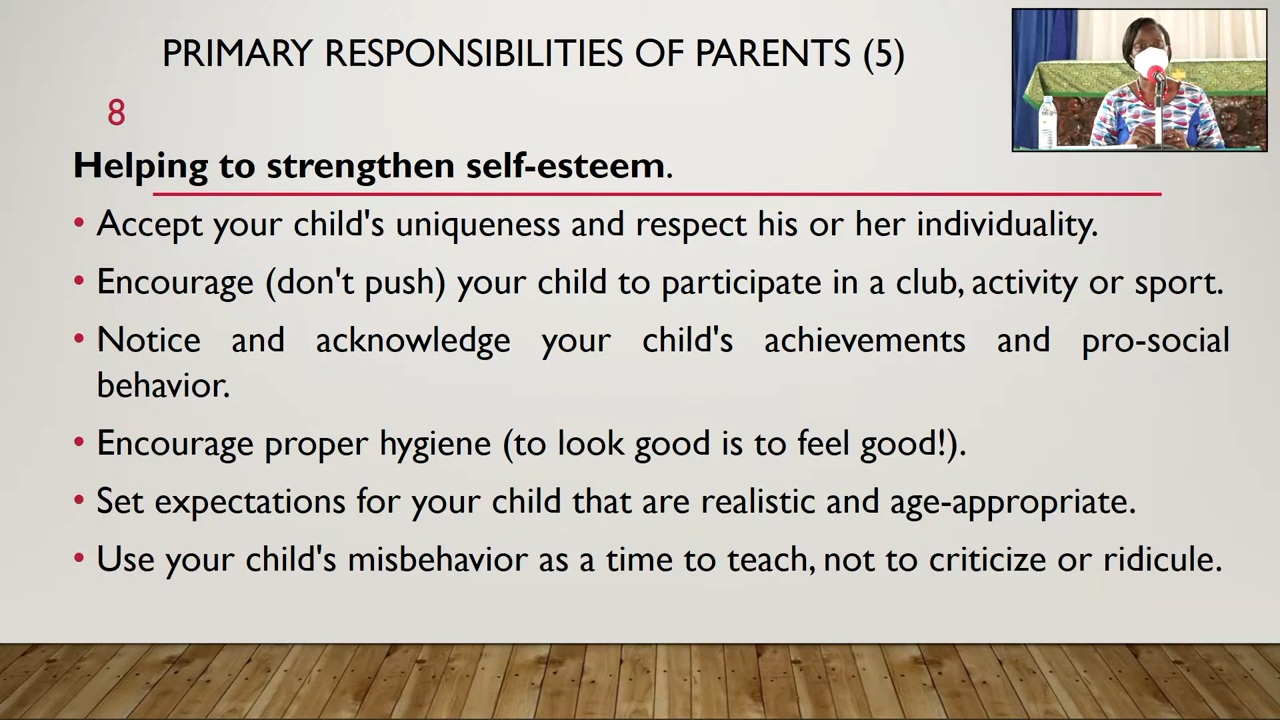 PRIMARY RESPONSIBILITIES OF PARENTS (5)
8
Helping to strengthen self-esteem.
• Accept your child's uniqueness and respect his or her individuality.
• Encourage (don't push) your child to participate in a club, activity or sport.
• Notice and acknowledge your child's achievements and pro-social
behavior.
• Encourage proper hygiene (to look good is to feel good!).
• Set expectations for your child that are realistic and age-appropriate.
• Use your child's misbehavior as a time to teach, not to criticize or ridicule.